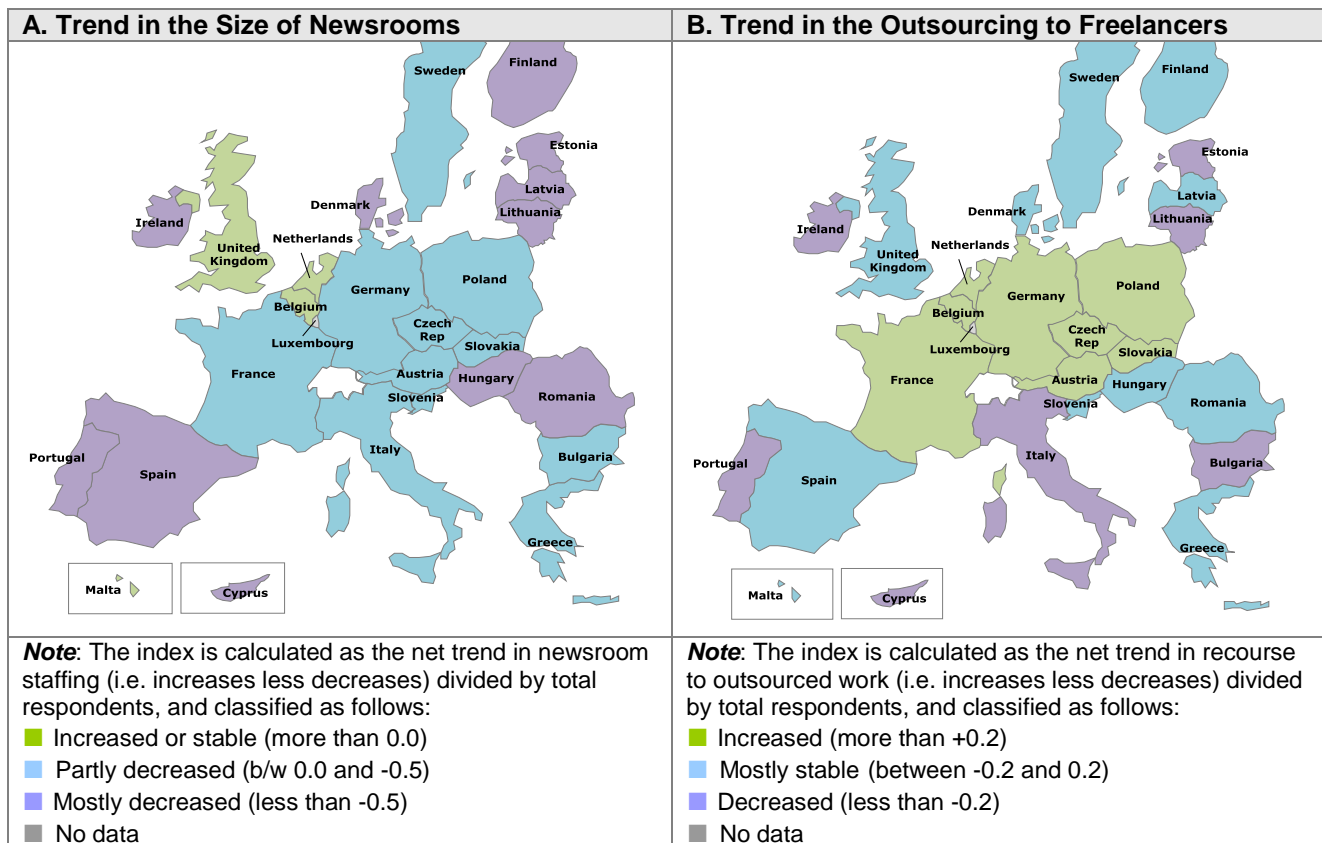 A. Trend in the Size of Newsrooms
Sweden
Finland
Estonia
Latvia
Lithuania
Denmark
Ireland
Netherlands
United
Kingdom
Poland
Germany
Belgium
Czech
Rep
Luxembourg
Slovakia
France
Austria
Hungary
Slovenia
Romania
Italy
Portugal
Bulgaria
Spain
Greece
Malta
Cyprus
Note: The index is calculated as the net trend in newsroom
staffing (i.e. increases less decreases) divided by total
respondents, and classified as follows:
Increased or stable (more than 0.0)
Partly decreased (b/w 0.0 and -0.5)
Mostly decreased (less than -0.5)
No data
B. Trend in the Outsourcing to Freelancers
Sweden
Finland
Estonia
Latvia
Lithuania
Denmark
Ireland
Netherlands
United
Kingdom
Poland
Germany
Belgium
Czech
Rep
Luxembourg
Slovakia
France
Austria
Hungary
Slovenia
Romania
Italy
Portugal
Bulgaria
Spain
Greece
Malta
Cyprus
Note: The index is calculated as the net trend in recourse
to outsourced work (i.e. increases less decreases) divided
by total respondents, and classified as follows:
Increased (more than +0.2)
Mostly stable (between -0.2 and 0.2)
Decreased (less than -0.2)
No data